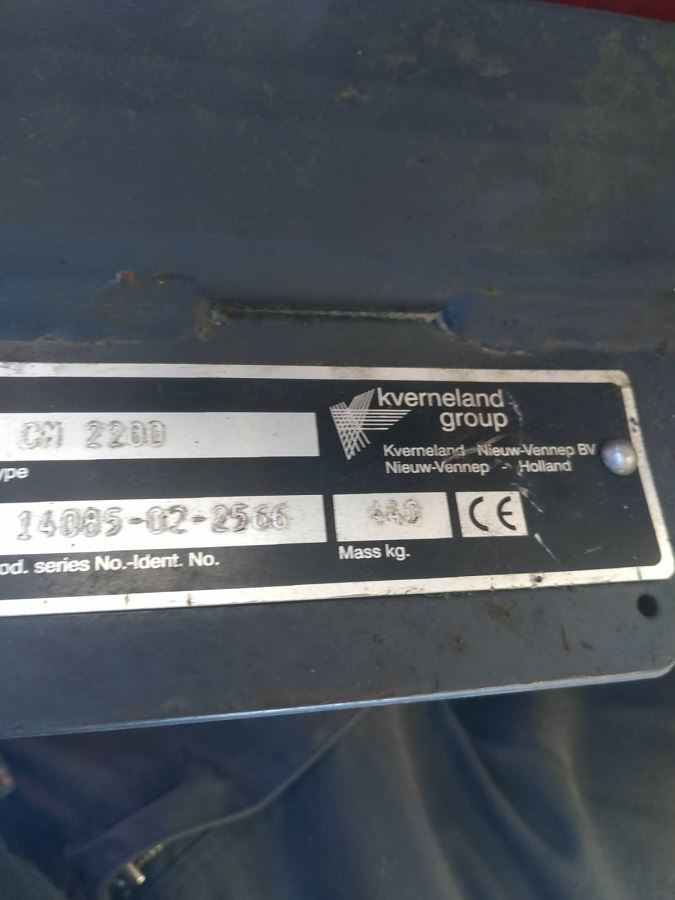 kverneland
group
CM 2200
Kverneland Nieuw-Vennep BV
Nieuw-Vennep - Holland
ype
14085-02-2566
440
CE
od. series No.-Ident. No.
Mass kg.